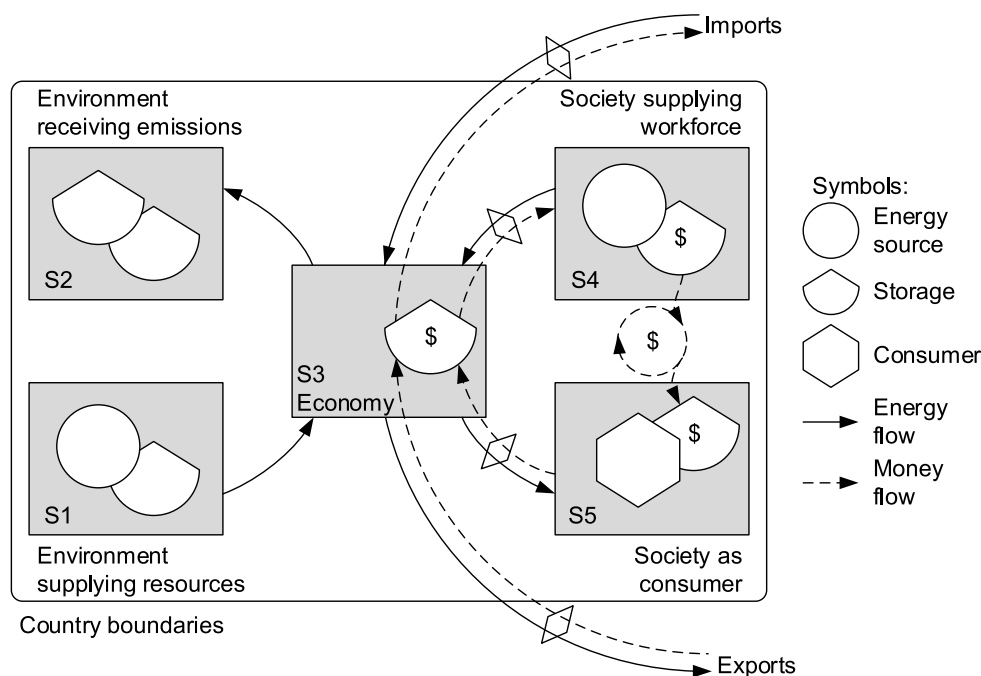 Imports
Environment
receiving emissions
Society supplying
workforce
S2
$
S4
Symbols:
Energy
source
Storage
Consumer
Energy
flow
Money
flow
$
S3
Economy
$
S1
$
S5
Environment
supplying resources
Society as
consumer
Country boundaries
Exports